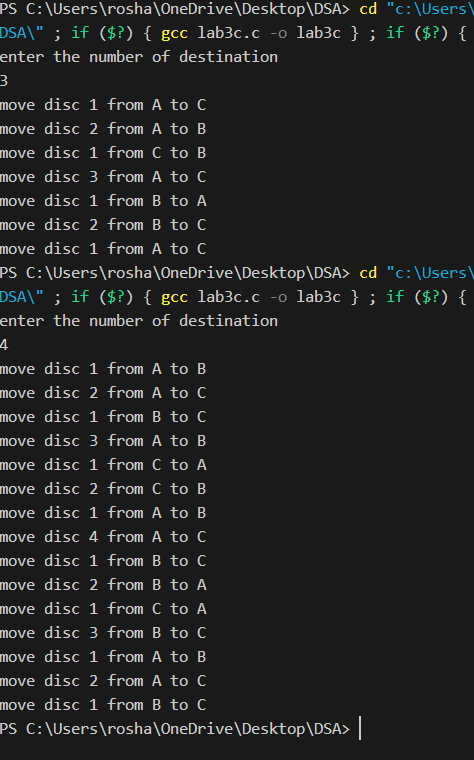 PS C:\Users\rosha\OneDrive\Desktop\DSA> cd "c:\Users\
DSA\" ; if ($?) { gcc lab3c.c -o lab3c } ; if ($?) {
enter the number of destination
3
move disc 1 from A to C
move disc 2 from A to B
move disc 1 from C to B
move disc 3 from A to C
move disc 1 from B to A
move disc 2 from B to C
move disc 1 from A to C
PS C:\Users\rosha\OneDrive\Desktop\DSA> cd "c:\Users\
DSA\" ; if ($?) { gcc lab3c.c -o lab3c } ; if ($?) {
enter the number of destination
4
move disc 1 from A to B
move disc 2 from A to C
move disc 1 from B to C
move disc 3 from A to B
move disc 1 from C to A
move disc 2 from C to B
move disc 1 from A to B
move disc 4 from A to C
move disc 1 from B to C
move disc 2 from B to A
move disc 1 from C to A
move disc 3 from B to C
move disc 1 from A to B
move disc 2 from A to C
move disc 1 from B to C
PS C:\Users\rosha\OneDrive\Desktop\DSA>